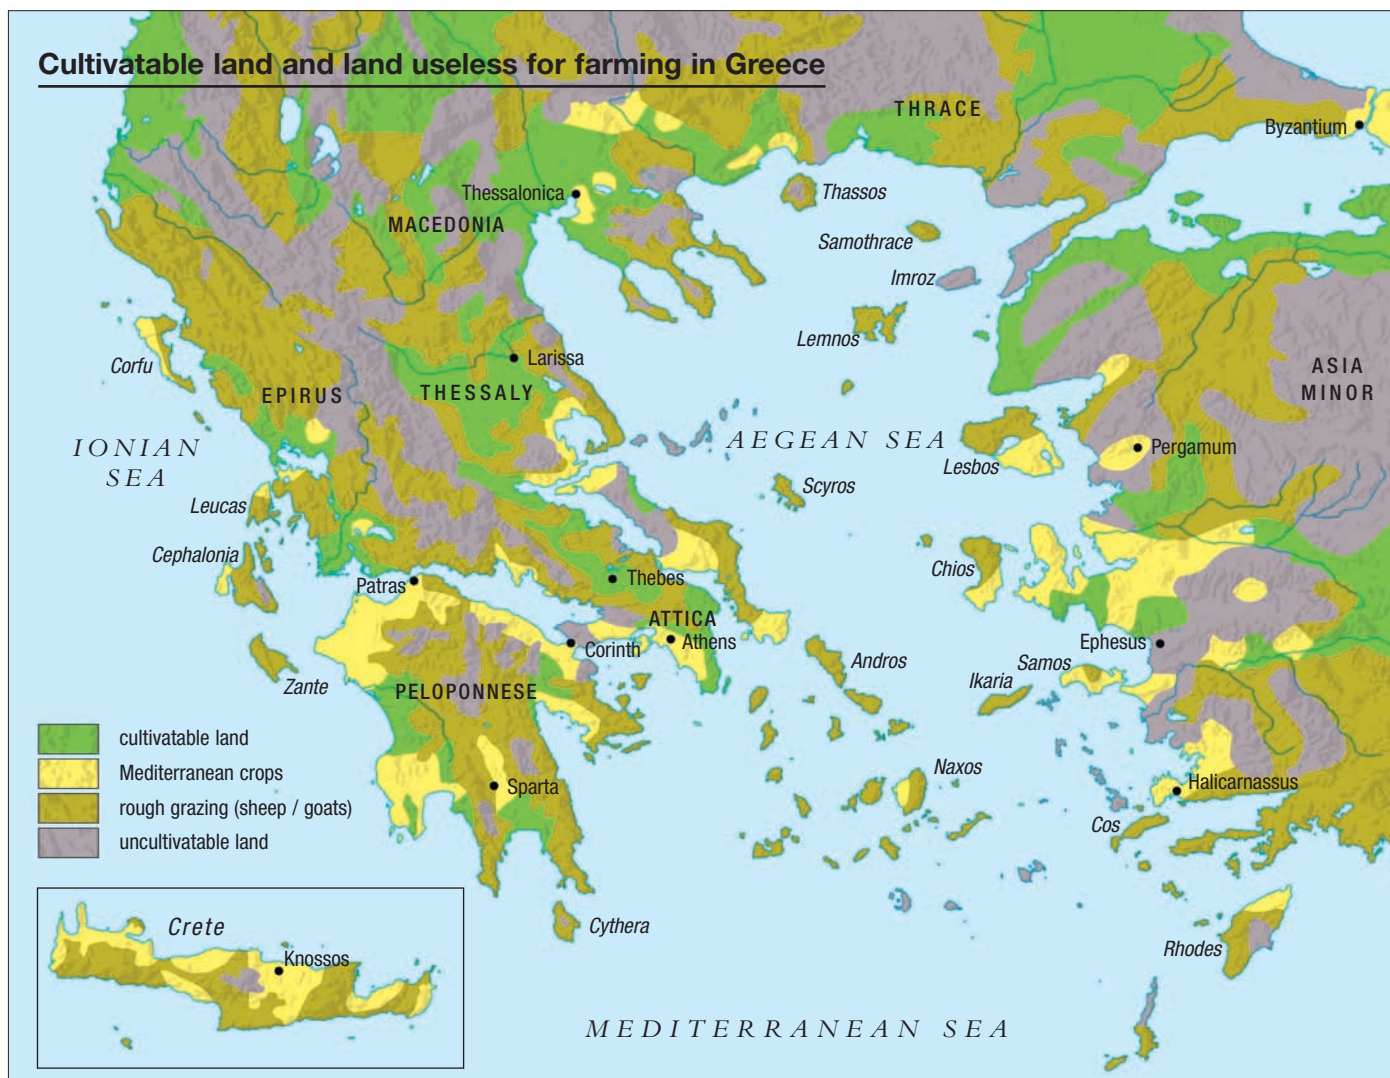 Cultivatable land and land useless for farming in Greece
THRACE
Byzantium
Thessalonica
Thassos
MACEDONIA
Samothrace
Imroz
Lemnos
Larissa
Corfu
ASIA
MINOR
EPIRUS
THESSALY
IONIAN
SEA
AEGEAN SEA
Pergamum
Lesbos
Scyros
Leucas
Cephalonia
Chios
Patras
Thebes
ATTICA
Athens
Corinth
Ephesus
Andros
Samos
Ikaria
Zante
PELOPONNESE
cultivatable land
Mediterranean crops
rough grazing (sheep / goats)
uncultivatable land
Naxos
Sparta
Halicarnassus
Cos
Crete
Cythera
Knossos
Rhodes
MEDITERRANEAN SEA